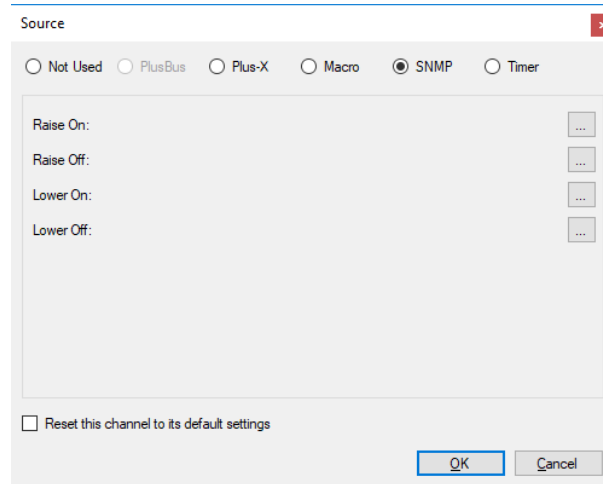 Source
Not Used PlusBus Plus-X Macro SNMP Timer
Raise On: ...
Raise Off: ...
Lower On: ...
Lower Off: ...
Reset this channel to its default settings
OK Cancel